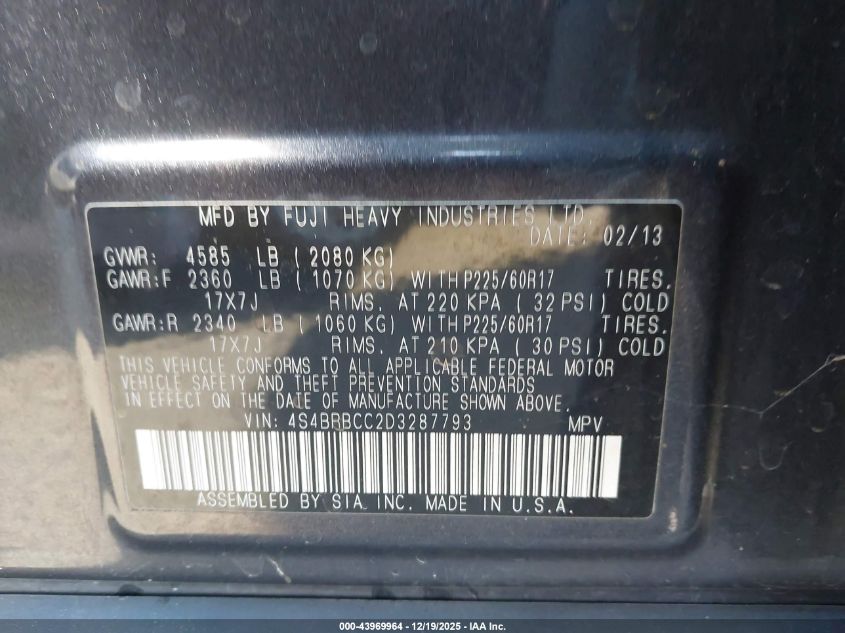 MFD BY FUJI HEAVY INDUSTRIES LTD.
DATE: 02/13
GVWR: 4585 LB ( 2080 KG)
GAWR:F 2360 LB ( 1070 KG) WITH P225/60R17 TIRES.
17X7J RIMS, AT 220 KPA ( 32 PSI) COLD
GAWR:R 2340 LB ( 1060 KG) WITH P225/60R17 TIRES.
17X7J RIMS, AT 210 KPA ( 30 PSI) COLD
THIS VEHICLE CONFORMS TO ALL APPLICABLE FEDERAL MOTOR
VEHICLE SAFETY AND THEFT PREVENTION STANDARDS
IN EFFECT ON THE DATE OF MANUFACTURE SHOWN ABOVE.
VIN: 4S4BRBCC2D3287793 MPV
ASSEMBLED BY SIA, INC. MADE IN U.S.A.
000-43969964 - 12/19/2025 - IAA Inc.